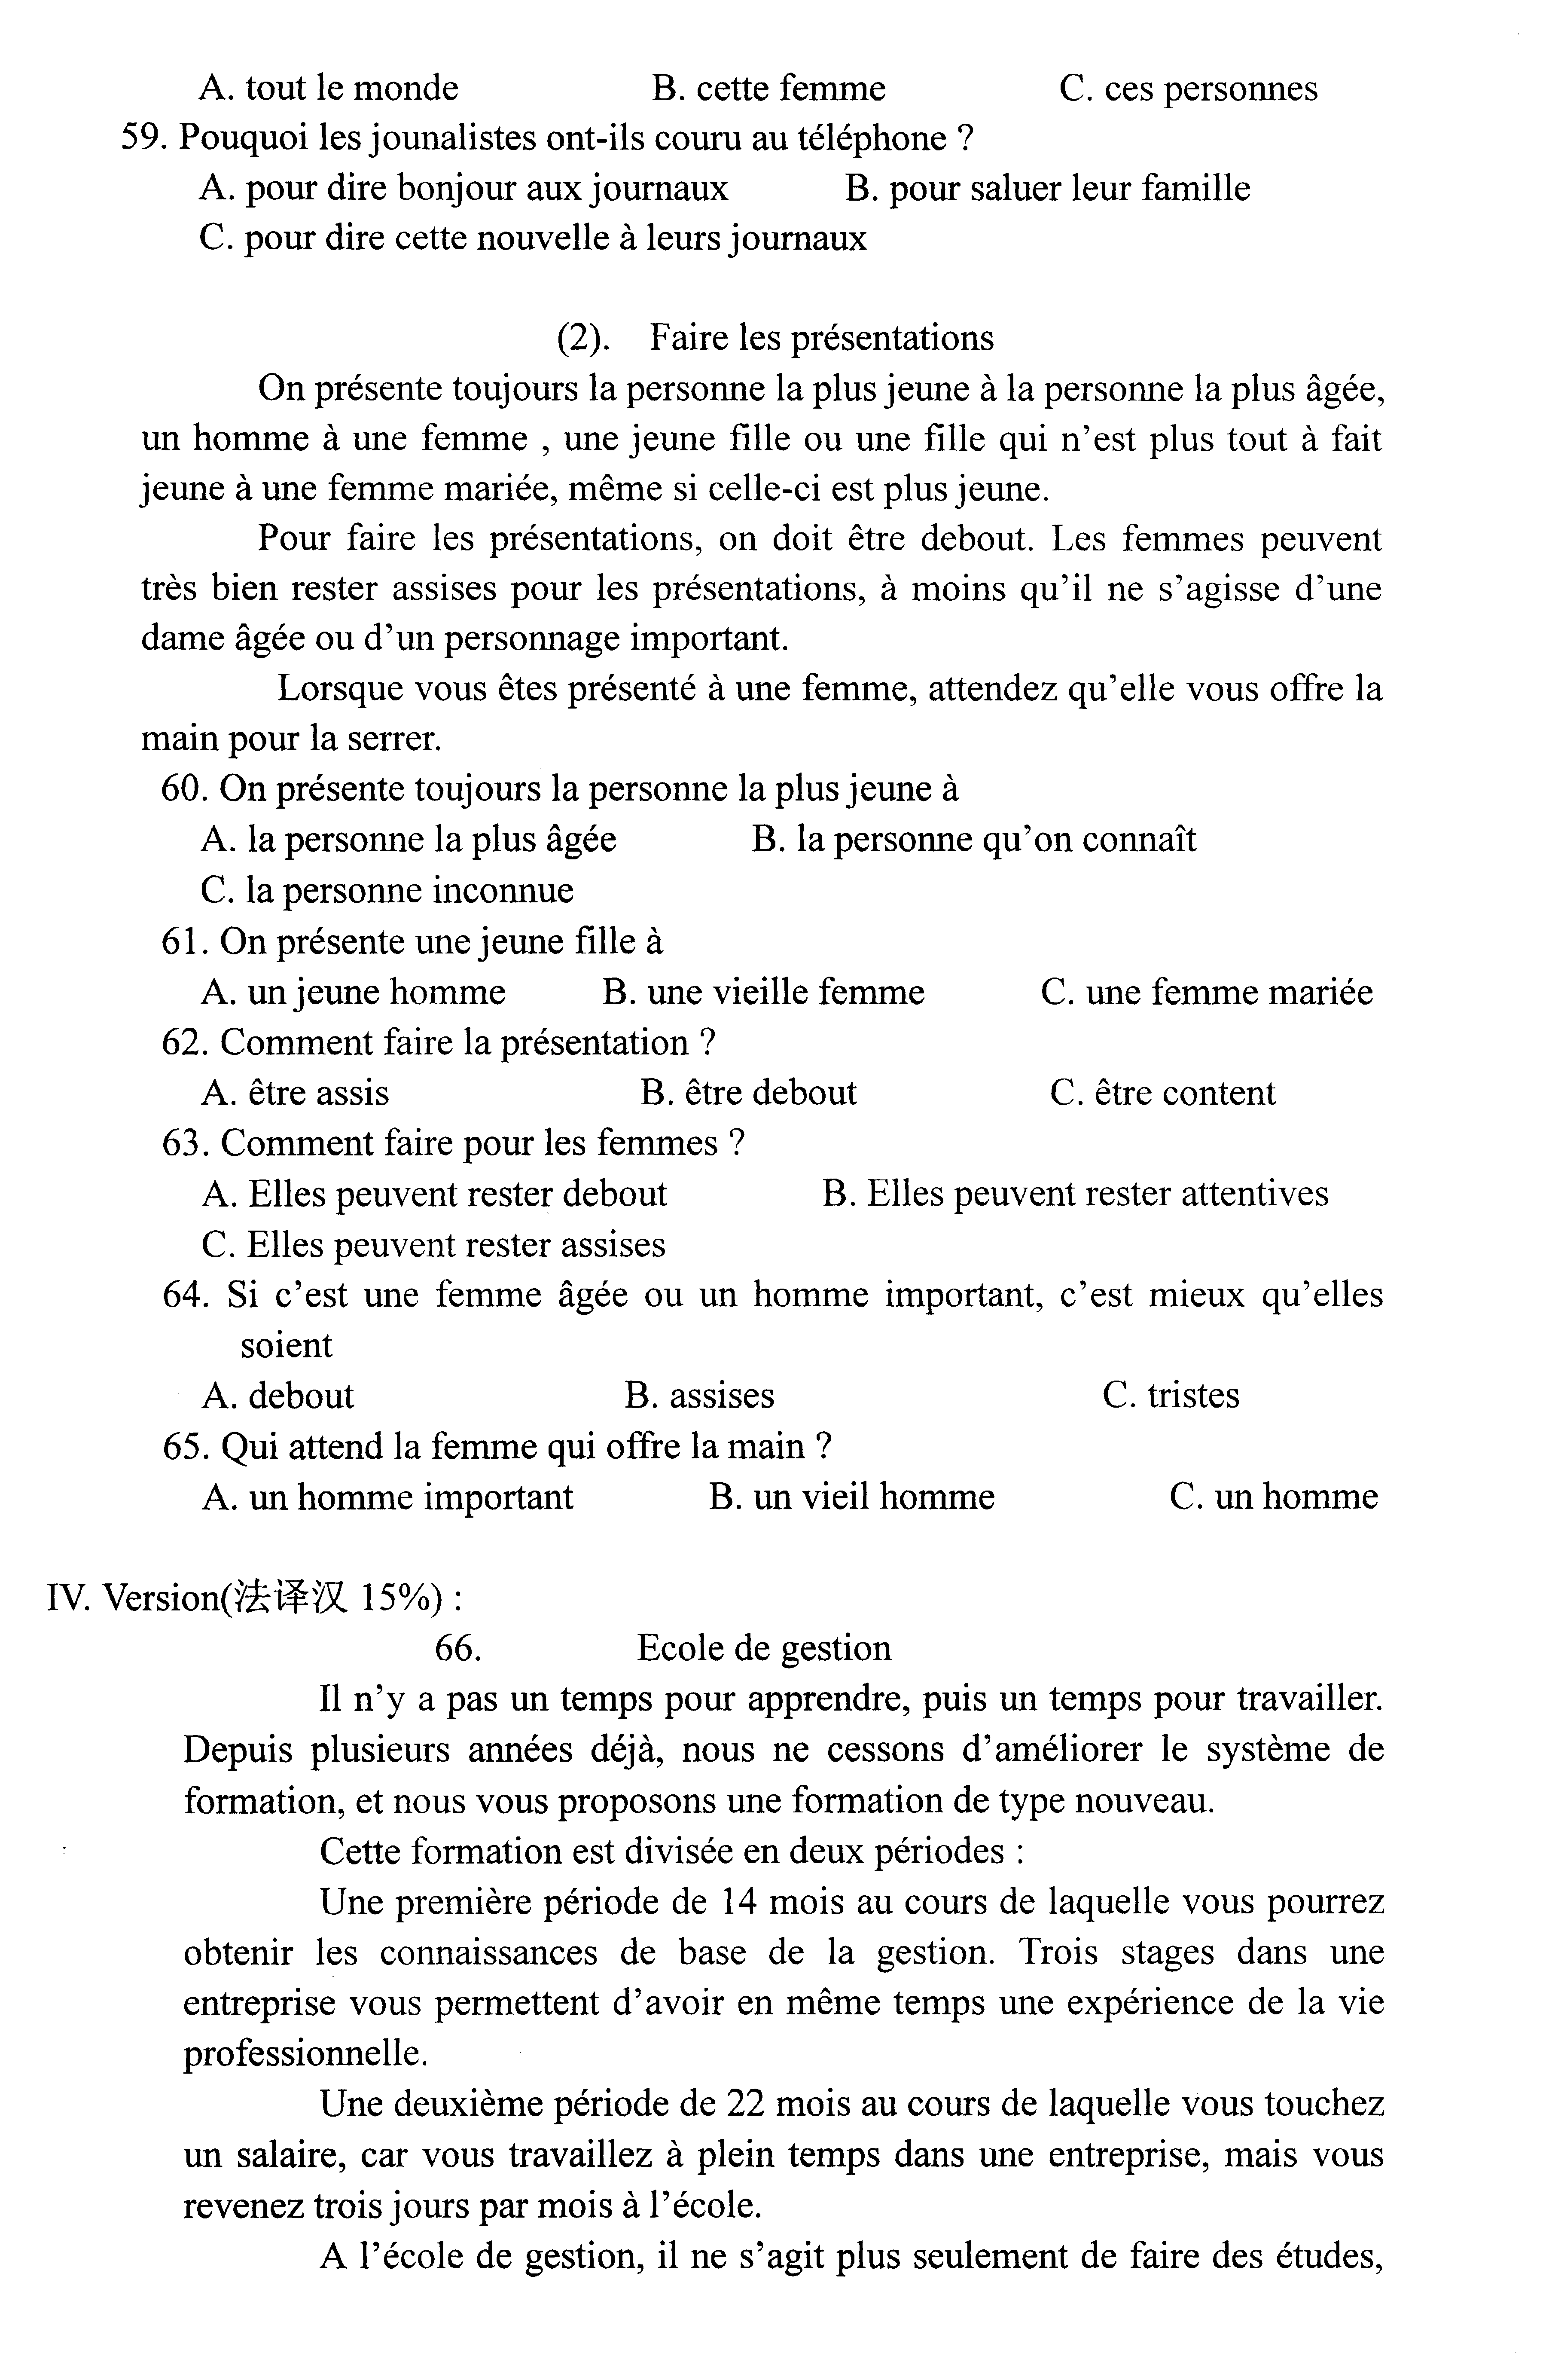 A. tout le monde B. cette femme C. ces personnes
59. Pouquoi les jounalistes ont-ils couru au téléphone ?
A. pour dire bonjour aux journaux B. pour saluer leur famille
C. pour dire cette nouvelle à leurs journaux
(2). Faire les présentations
On présente toujours la personne la plus jeune à la personne la plus âgée,
un homme à une femme , une jeune fille ou une fille qui n’est plus tout à fait
jeune à une femme mariée, même si celle-ci est plus jeune.
Pour faire les présentations, on doit être debout. Les femmes peuvent
très bien rester assises pour les présentations, à moins qu’il ne s’agisse d’une
dame âgée ou d’un personnage important.
Lorsque vous êtes présenté à une femme, attendez qu’elle vous offre la
main pour la serrer.
60. On présente toujours la personne la plus jeune à
A. la personne la plus âgée B. la personne qu’on connaît
C. la personne inconnue
61. On présente une jeune fille à
A. un jeune homme B. une vieille femme C. une femme mariée
62. Comment faire la présentation ?
A. être assis B. être debout C. être content
63. Comment faire pour les femmes ?
A. Elles peuvent rester debout B. Elles peuvent rester attentives
C. Elles peuvent rester assises
64. Si c’est une femme âgée ou un homme important, c’est mieux qu’elles
soient
A. debout B. assises C. tristes
65. Qui attend la femme qui offre la main ?
A. un homme important B. un vieil homme C. un homme
IV. Version(法译汉 15%) :
66. Ecole de gestion
Il n’y a pas un temps pour apprendre, puis un temps pour travailler.
Depuis plusieurs années déjà, nous ne cessons d’améliorer le système de
formation, et nous vous proposons une formation de type nouveau.
Cette formation est divisée en deux périodes :
Une première période de 14 mois au cours de laquelle vous pourrez
obtenir les connaissances de base de la gestion. Trois stages dans une
entreprise vous permettent d’avoir en même temps une expérience de la vie
professionnelle.
Une deuxième période de 22 mois au cours de laquelle vous touchez
un salaire, car vous travaillez à plein temps dans une entreprise, mais vous
revenez trois jours par mois à l’école.
A l’école de gestion, il ne s’agit plus seulement de faire des études,